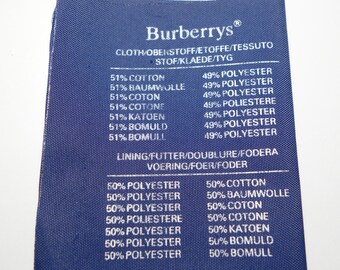 Burberrys®
CLOTH/OBENSTOFF/ETOFFE/TESSUTO
STOF/KLAEDE/TYG
51% COTTON 49% POLYESTER
51% BAUMWOLLE 49% POLYESTER
51% COTON 49% POLYESTER
51% COTONE 49% POLIESTERE
51% KATOEN 49% POLYESTER
51% BOMULD 49% POLYESTER
51% BOMULL 49% POLYESTER
LINING/FUTTER/DOUBLURE/FODERA
VOERING/FOER/FODER
50% POLYESTER 50% COTTON
50% POLYESTER 50% BAUMWOLLE
50% POLYESTER 50% COTON
50% POLIESTERE 50% COTONE
50% POLYESTER 50% KATOEN
50% POLYESTER 50% BOMULD
50% POLYESTER 50% BOMULL